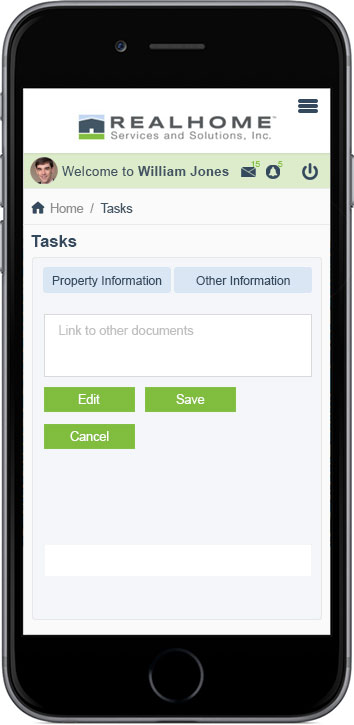 REALHOME™
Services and Solutions, Inc.
Welcome to William Jones 15 5
Home / Tasks
Tasks
Property Information Other Information
Link to other documents
Edit Save
Cancel